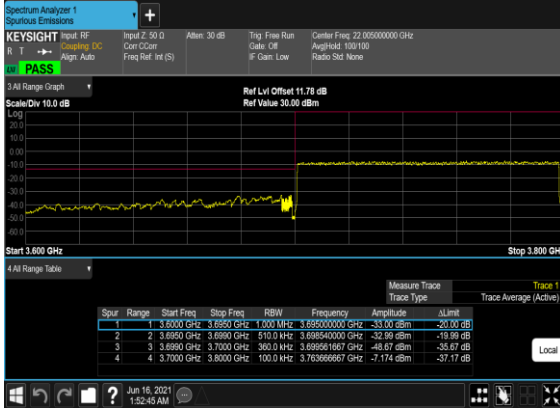 Spectrum Analyzer 1
Spurious Emissions
+
KEYSIGHT Input: RF Input Z: 50 Ω Atten: 30 dB Trig: Free Run Center Freq: 22.005000000 GHz
R T Coupling: DC Corr CCorr Gate: Off Avg|Hold: 100/100
Align: Auto Freq Ref: Int (S) IF Gain: Low Radio Std: None
PASS
3 All Range Graph
Ref Lvl Offset 11.78 dB
Scale/Div 10.0 dB Ref Value 30.00 dBm
Log
20.0
10.0
0.00
-10.0
-20.0
-30.0
-40.0
-50.0
-60.0
Start 3.600 GHz Stop 3.800 GH
4 All Range Table
Measure Trace Trace 1
Trace Type Trace Average (Active)
Spur Range Start Freq Stop Freq RBW Frequency Amplitude ΔLimit
1 1 3.6000 GHz 3.6950 GHz 1.000 MHz 3.695000000 GHz -33.00 dBm -20.00 dB
2 2 3.6950 GHz 3.6990 GHz 510.0 kHz 3.698540000 GHz -32.99 dBm -19.99 dB
3 3 3.6990 GHz 3.7000 GHz 360.0 kHz 3.699561667 GHz -48.67 dBm -35.67 dB
4 4 3.7000 GHz 3.8000 GHz 100.0 kHz 3.763666667 GHz -7.174 dBm -37.17 dB
Local
?
Jun 16, 2021
1:52:45 AM